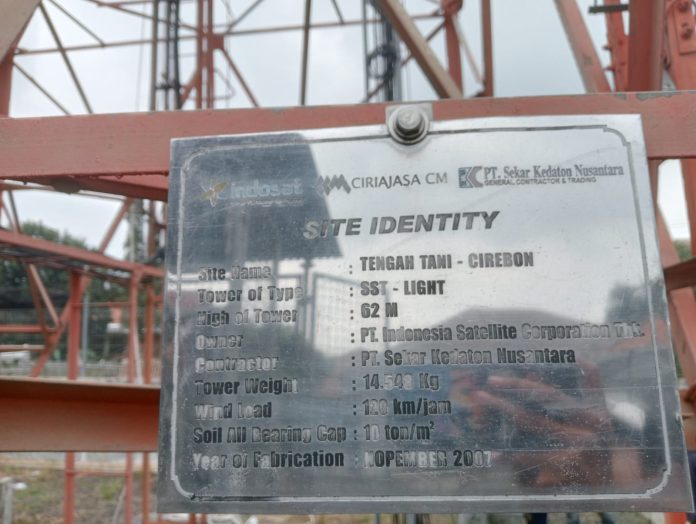 indosat CIRIAJASA CM PT. Sekar Kedaton Nusantara
GENERAL CONTRACTOR & TRADING
SITE IDENTITY
Site Name : TENGAH TANI - CIREBON
Tower of Type : SST - LIGHT
High of Tower : 62 M
Owner : PT. Indonesia Satellite Corporation Tbk.
Contractor : PT. Sekar Kedaton Nusantara
Tower Weight : 14.548 Kg
Wind Load : 120 km/jam
Soil All Bearing Cap : 10 ton/m²
Year of Fabrication : NOPEMBER 2007